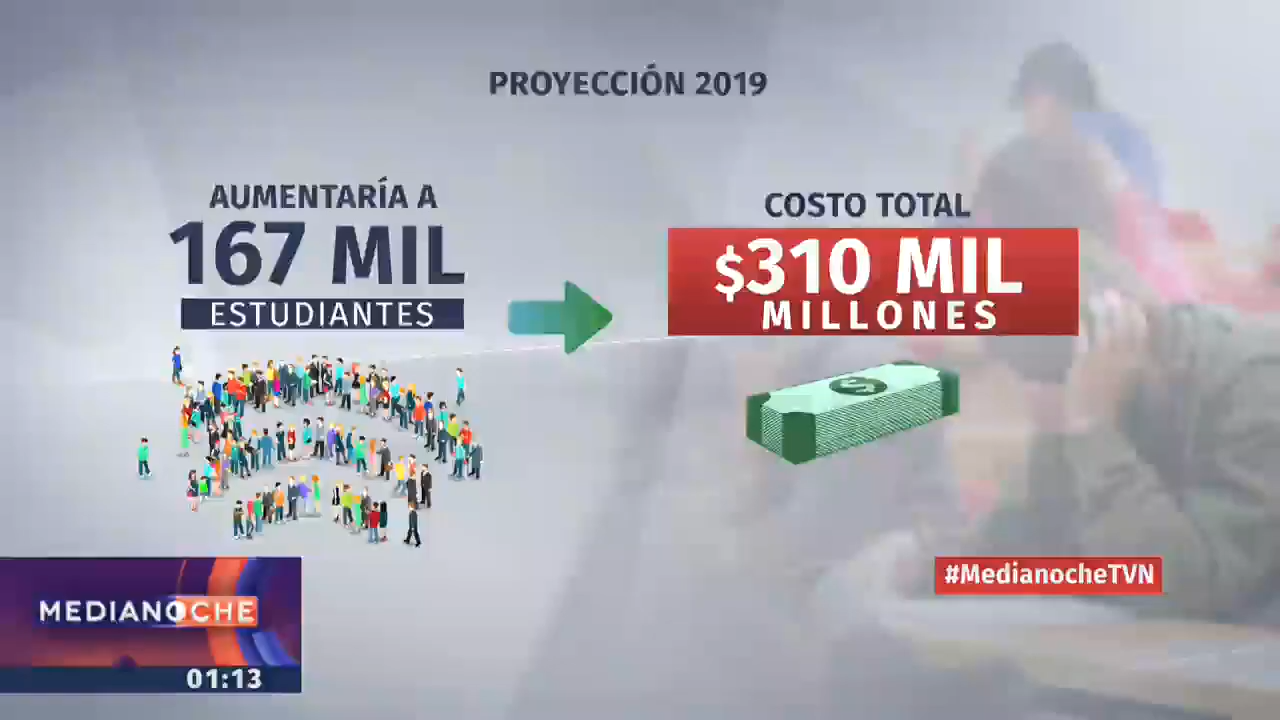 PROYECCIÓN 2019
AUMENTARÍA A
167 MIL
ESTUDIANTES
COSTO TOTAL
$310 MIL
MILLONES
#MedianocheTVN
MEDIANOCHE
01:13